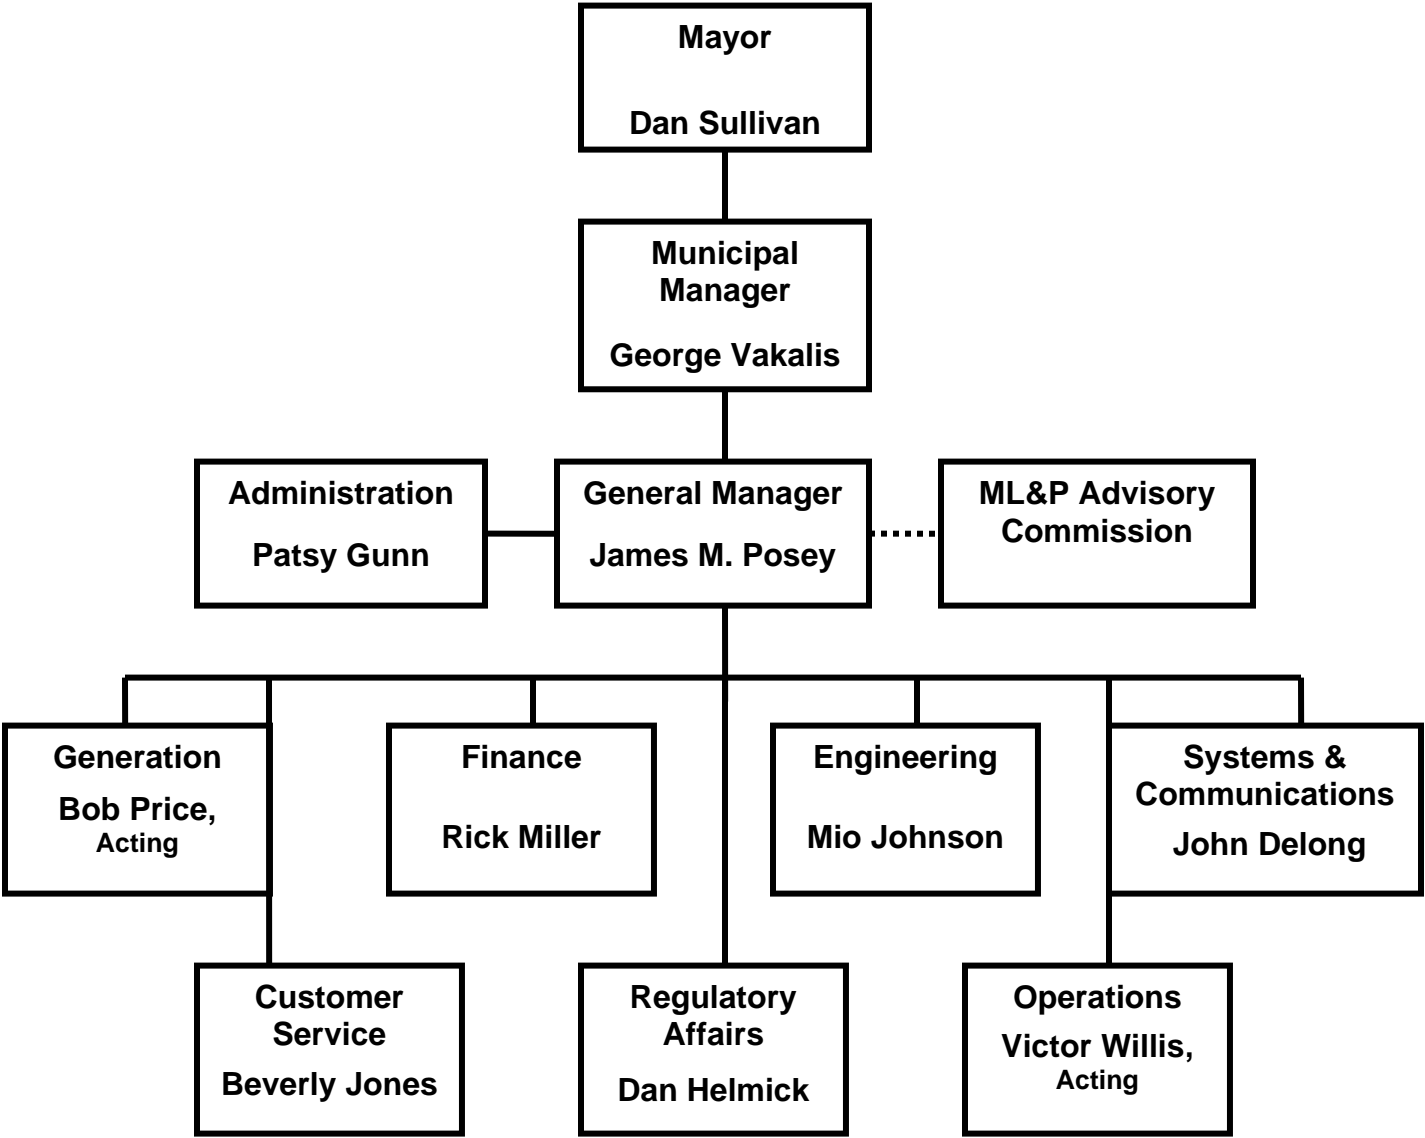 Mayor
Dan Sullivan
Municipal
Manager
George Vakalis
Administration
Patsy Gunn
General Manager
James M. Posey
ML&P Advisory
Commission
Generation
Bob Price,
Acting
Finance
Rick Miller
Engineering
Mio Johnson
Systems &
Communications
John Delong
Customer
Service
Beverly Jones
Regulatory
Affairs
Dan Helmick
Operations
Victor Willis,
Acting